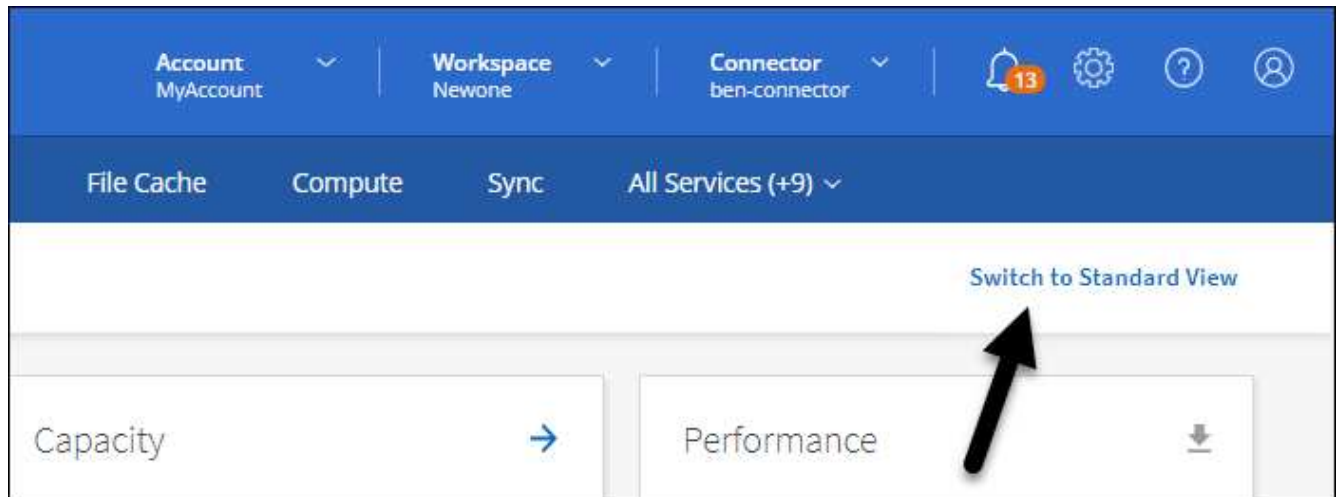 Account
MyAccount
Workspace
Newone
Connector
ben-connector
13
File Cache Compute Sync All Services (+9)
Switch to Standard View
Capacity
Performance